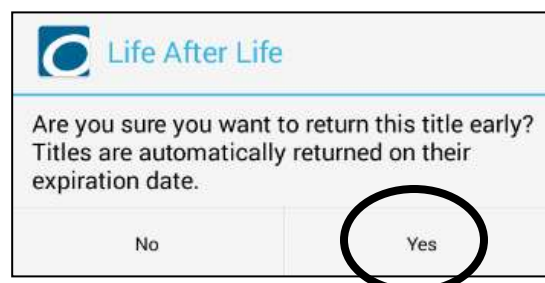 Life After Life
Are you sure you want to return this title early?
Titles are automatically returned on their
expiration date.
No
Yes